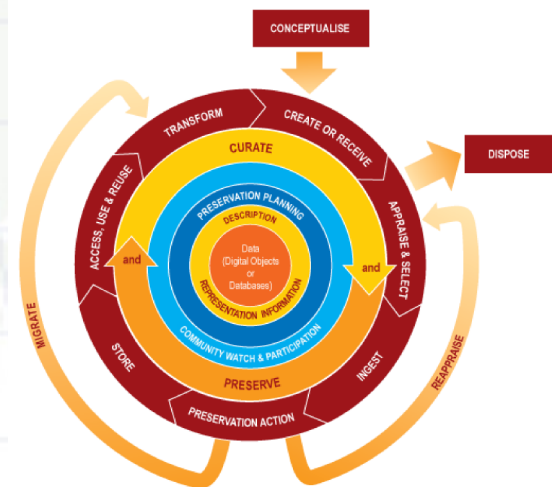 CONCEPTUALISE
TRANSFORM
CREATE OR RECEIVE
DISPOSE
APPRAISE & SELECT
ACCESS, USE & REUSE
CURATE
PRESERVATION PLANNING
DESCRIPTION
Data
(Digital Objects
or
Databases)
and
and
REPRESENTATION INFORMATION
COMMUNITY WATCH & PARTICIPATION
PRESERVE
MIGRATE
STORE
INGEST
REAPPRAISE
PRESERVATION ACTION